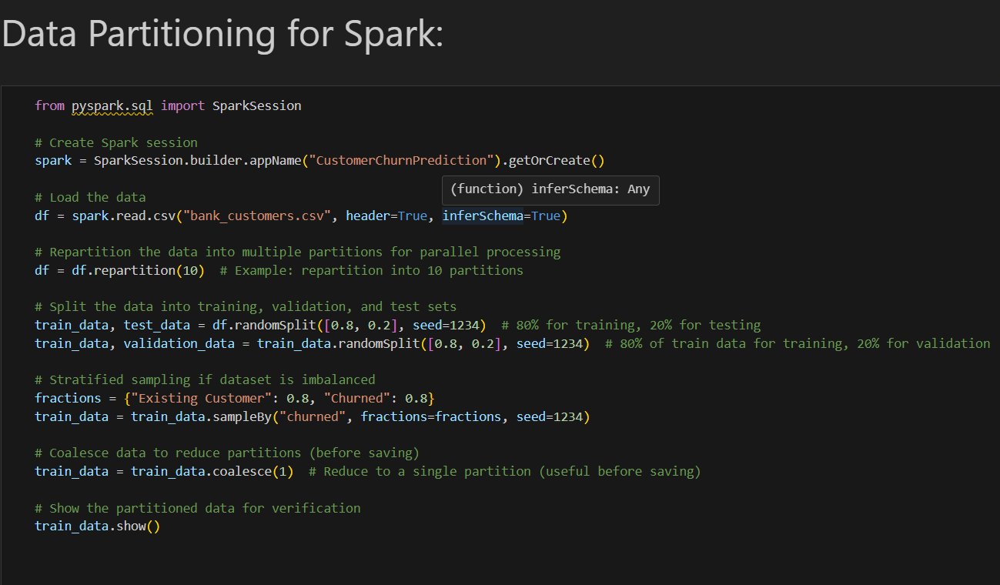 Data Partitioning for Spark:
from pyspark.sql import SparkSession
# Create Spark session
spark = SparkSession.builder.appName("CustomerChurnPrediction").getOrCreate()
(function) inferSchema: Any
# Load the data
df = spark.read.csv("bank_customers.csv", header=True, inferSchema=True)
# Repartition the data into multiple partitions for parallel processing
df = df.repartition(10)  # Example: repartition into 10 partitions
# Split the data into training, validation, and test sets
train_data, test_data = df.randomSplit([0.8, 0.2], seed=1234)  # 80% for training, 20% for testing
train_data, validation_data = train_data.randomSplit([0.8, 0.2], seed=1234)  # 80% of train data for training, 20% for validation
# Stratified sampling if dataset is imbalanced
fractions = {"Existing Customer": 0.8, "Churned": 0.8}
train_data = train_data.sampleBy("churned", fractions=fractions, seed=1234)
# Coalesce data to reduce partitions (before saving)
train_data = train_data.coalesce(1)  # Reduce to a single partition (useful before saving)
# Show the partitioned data for verification
train_data.show()